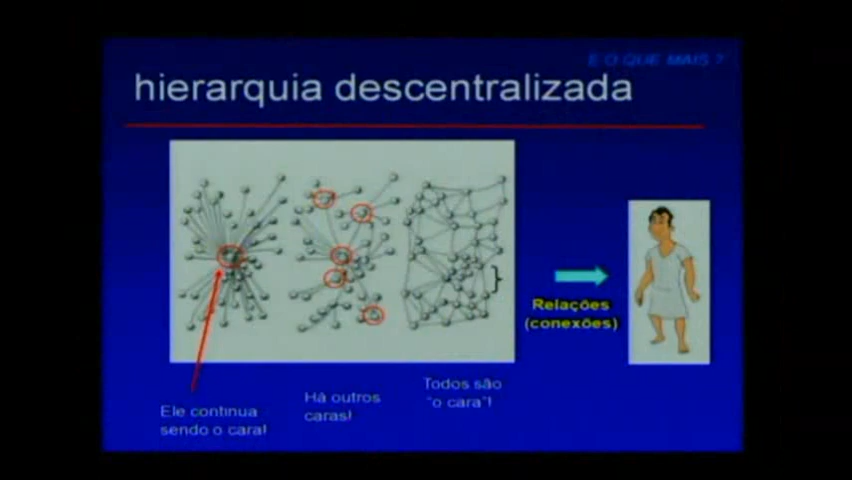 E O QUE MAIS ?
hierarquia descentralizada
Relações
(conexões)
Ele continua
sendo o cara!
Há outros
caras!
Todos são
"o cara"!